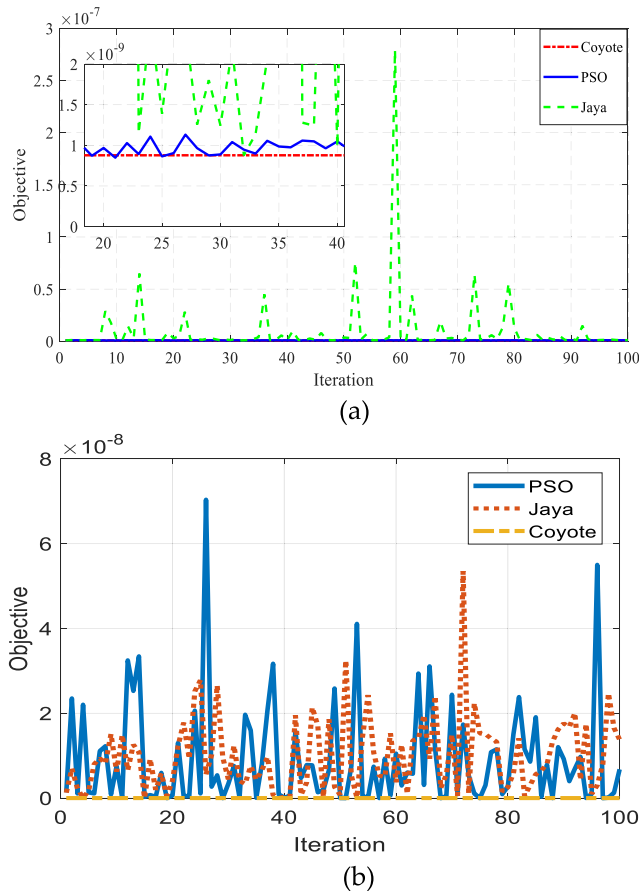 ×10⁻⁷
3
2.5
2
1.5
1
0.5
0
Objective
×10⁻⁹
2
1.5
1
0.5
0
20 25 30 35 40
Coyote
PSO
Jaya
0 10 20 30 40 50 60 70 80 90 100
Iteration
(a)
×10⁻⁸
8
6
4
2
0
Objective
PSO
Jaya
Coyote
0 20 40 60 80 100
Iteration
(b)